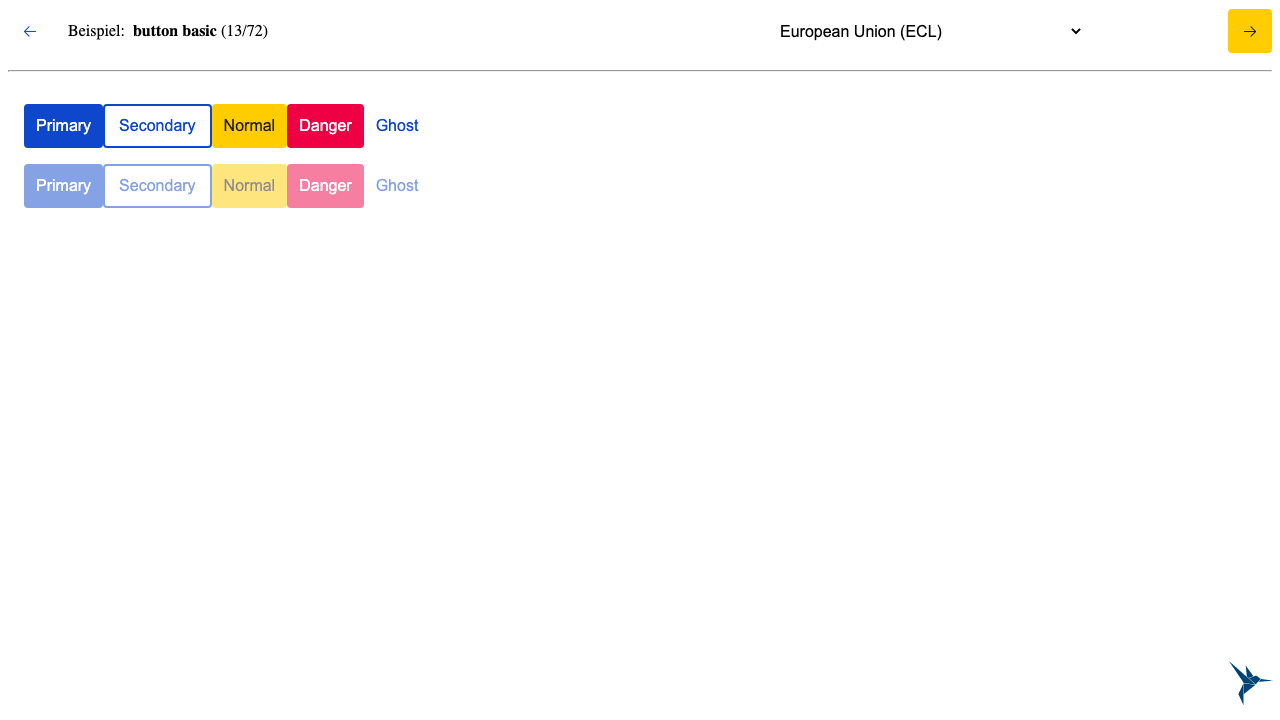 Beispiel: button basic (13/72) European Union (ECL)
Primary Secondary Normal Danger Ghost
Primary Secondary Normal Danger Ghost